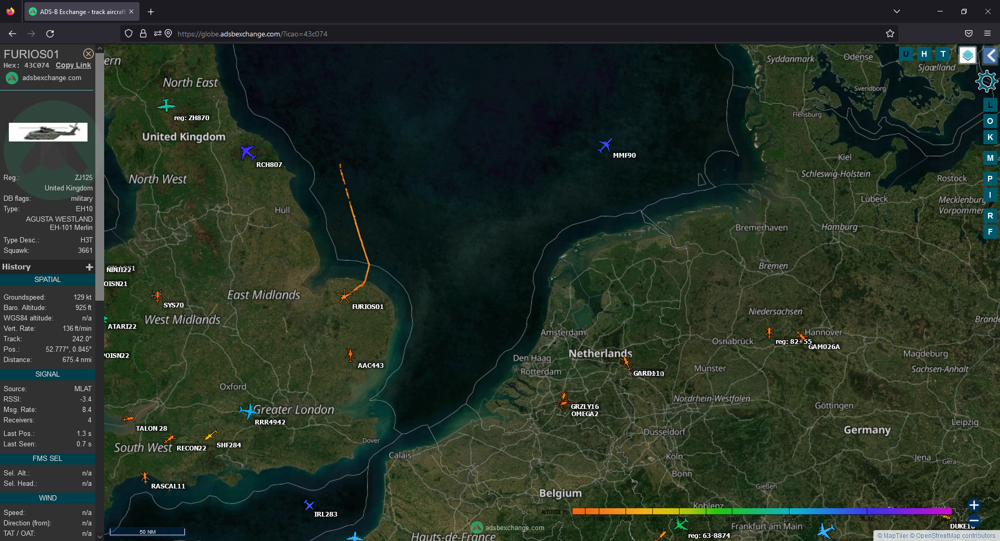 ADS-B Exchange - track aircraft
https://globe.adsbexchange.com/?icao=43c074
FURIOS01
Hex: 43C074 Copy Link
adsbexchange.com
Reg.: ZJ125
United Kingdom
DB flags: military
Type: EH10
AGUSTA WESTLAND
EH-101 Merlin
Type Desc.: H3T
Squawk: 3661
History
SPATIAL
Groundspeed: 129 kt
Baro. Altitude: 925 ft
WGS84 altitude: n/a
Vert. Rate: 136 ft/min
Track: 242.0°
Pos.: 52.777°, 0.845°
Distance: 675.4 nmi
SIGNAL
Source: MLAT
RSSI: -3.4
Msg. Rate: 8.4
Receivers: 4
Last Pos.: 1.3 s
Last Seen: 0.7 s
FMS SEL
Sel. Alt.: n/a
Sel. Head.: n/a
WIND
Speed: n/a
Direction (from): n/a
TAT / OAT: n/a
ern
North East
reg: ZH870
United Kingdom
RCH807
North West
Hull
NINDI22
OISN21
East Midlands
SYS70
West Midlands
FURIOS01
ATARI22
POISN22
AAC443
Oxford
Greater London
RRR4942
TALON 28
SHF284
RECON22
South West
Dover
Calais
RASCAL11
IRL283
50 NM
Hauts-de-France
adsbexchange.com
MMF90
Syddanmark
Odense
Sjaælland
Svendborg
Flensburg
Kiel
Schleswig-Holstein
Rostock
Lübeck
Mecklenburg
Vorpommer
Bremerhaven
Hamburg
Bremen
Niedersachsen
Brande
Amsterdam
Hannover
Osnabrück
reg: 82+55
GAM026A
Netherlands
Den Haag
Rotterdam
GARD110
Münster
Magdeburg
Sachsen-Anhalt
GRZLY16
OMEGA2
Nordrhein-Westfalen
Göttingen
Leipzig
Düsseldorf
Germany
Köln
Jena
Gera
Bonn
Gießen
Belgium
Koblenz
ALTITUDE (ft)
Frankfurt am Main
reg: 63-8874
DUKE16
© MapTiler © OpenStreetMap contributors
U H T
L
O
K
M
P
I
R
F